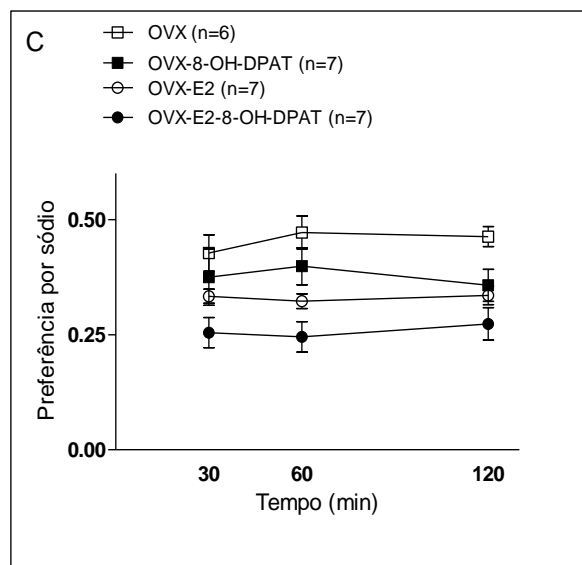 C
OVX (n=6)
OVX-8-OH-DPAT (n=7)
OVX-E2 (n=7)
OVX-E2-8-OH-DPAT (n=7)
Preferência por sódio
0.50
0.25
0.00
30 60 120
Tempo (min)